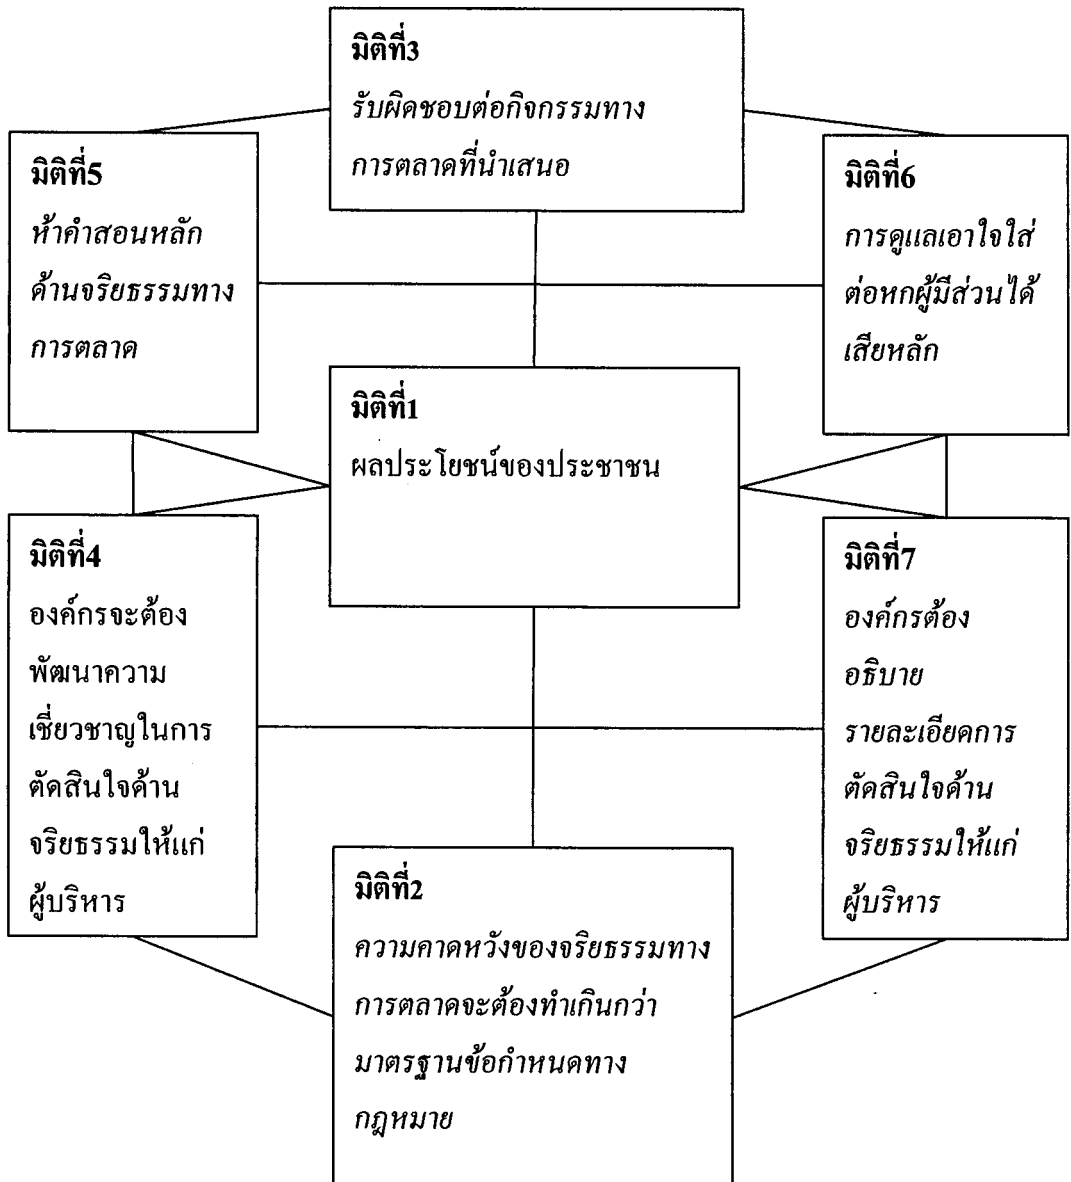 มิติที่3
รับผิดชอบต่อกิจกรรมทาง
การตลาดที่นำเสนอ
มิติที่5
ห้าคำสอนหลัก
ด้านจริยธรรมทาง
การตลาด
มิติที่6
การดูแลเอาใจใส่
ต่อหกผู้มีส่วนได้
เสียหลัก
มิติที่1
ผลประโยชน์ของประชาชน
มิติที่4
องค์กรจะต้อง
พัฒนาความ
เชี่ยวชาญในการ
ตัดสินใจด้าน
จริยธรรมให้แก่
ผู้บริหาร
มิติที่7
องค์กรต้อง
อธิบาย
รายละเอียดการ
ตัดสินใจด้าน
จริยธรรมให้แก่
ผู้บริหาร
มิติที่2
ความคาดหวังของจริยธรรมทาง
การตลาดจะต้องทำเกินกว่า
มาตรฐานข้อกำหนดทาง
กฎหมาย